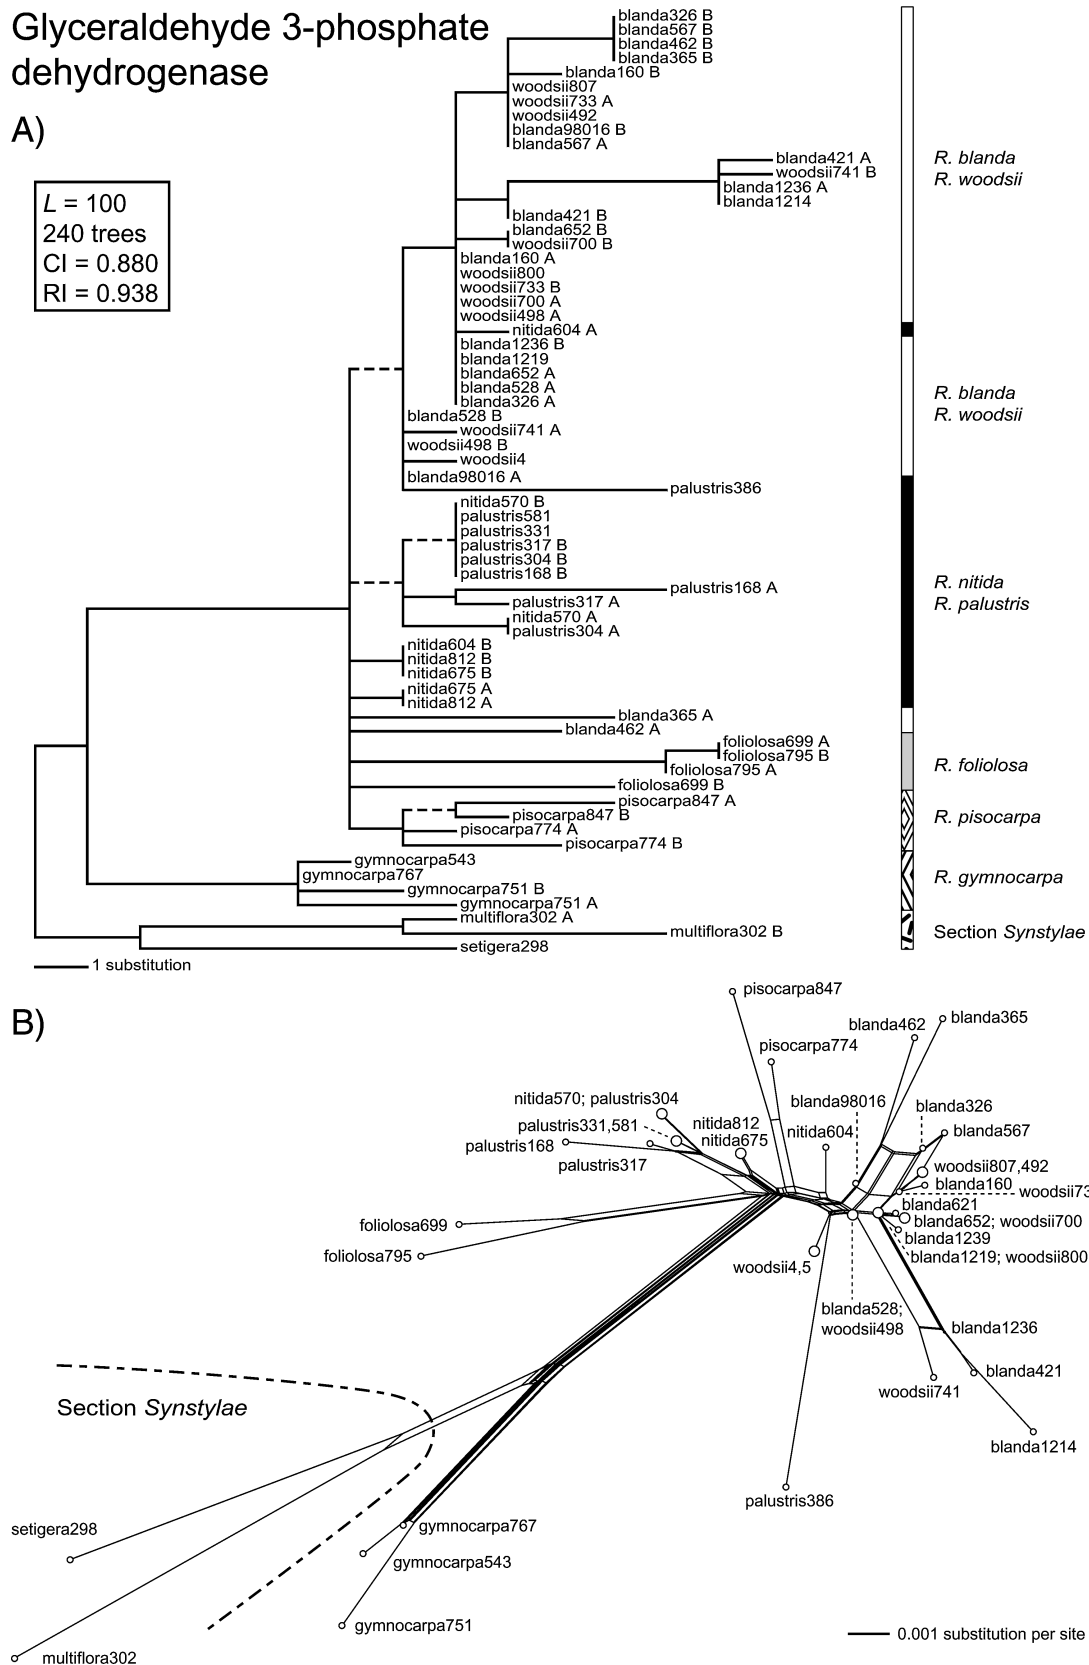 Glyceraldehyde 3-phosphate
dehydrogenase
A)
L = 100
240 trees
CI = 0.880
RI = 0.938
blanda326 B
blanda567 B
blanda462 B
blanda365 B
blanda160 B
woodsii807
woodsii733 A
woodsii492
blanda98016 B
blanda567 A
blanda421 A
woodsii741 B
blanda1236 A
blanda1214
blanda421 B
blanda652 B
woodsii700 B
blanda160 A
woodsii800
woodsii733 B
woodsii700 A
woodsii498 A
nitida604 A
blanda1236 B
blanda1219
blanda652 A
blanda528 A
blanda326 A
blanda528 B
woodsii741 A
woodsii498 B
woodsii4
blanda98016 A
palustris386
nitida570 B
palustris581
palustris331
palustris317 B
palustris304 B
palustris168 B
palustris168 A
palustris317 A
nitida570 A
palustris304 A
nitida604 B
nitida812 B
nitida675 B
nitida675 A
nitida812 A
blanda365 A
blanda462 A
foliolosa699 A
foliolosa795 B
foliolosa795 A
foliolosa699 B
pisocarpa847 A
pisocarpa847 B
pisocarpa774 A
pisocarpa774 B
gymnocarpa543
gymnocarpa767
gymnocarpa751 B
gymnocarpa751 A
multiflora302 A
multiflora302 B
setigera298
1 substitution
R. blanda
R. woodsii
R. blanda
R. woodsii
R. nitida
R. palustris
R. foliolosa
R. pisocarpa
R. gymnocarpa
Section Synstylae
B)
pisocarpa847
blanda365
blanda462
pisocarpa774
nitida570; palustris304
blanda98016
blanda326
palustris331,581
nitida812
nitida675
nitida604
blanda567
palustris168
palustris317
woodsii807,492
blanda160
woodsii73
blanda621
blanda652; woodsii700
blanda1239
blanda1219; woodsii800
foliolosa699
foliolosa795
woodsii4,5
blanda528;
woodsii498
blanda1236
blanda421
woodsii741
blanda1214
palustris386
Section Synstylae
setigera298
gymnocarpa767
gymnocarpa543
gymnocarpa751
multiflora302
0.001 substitution per site